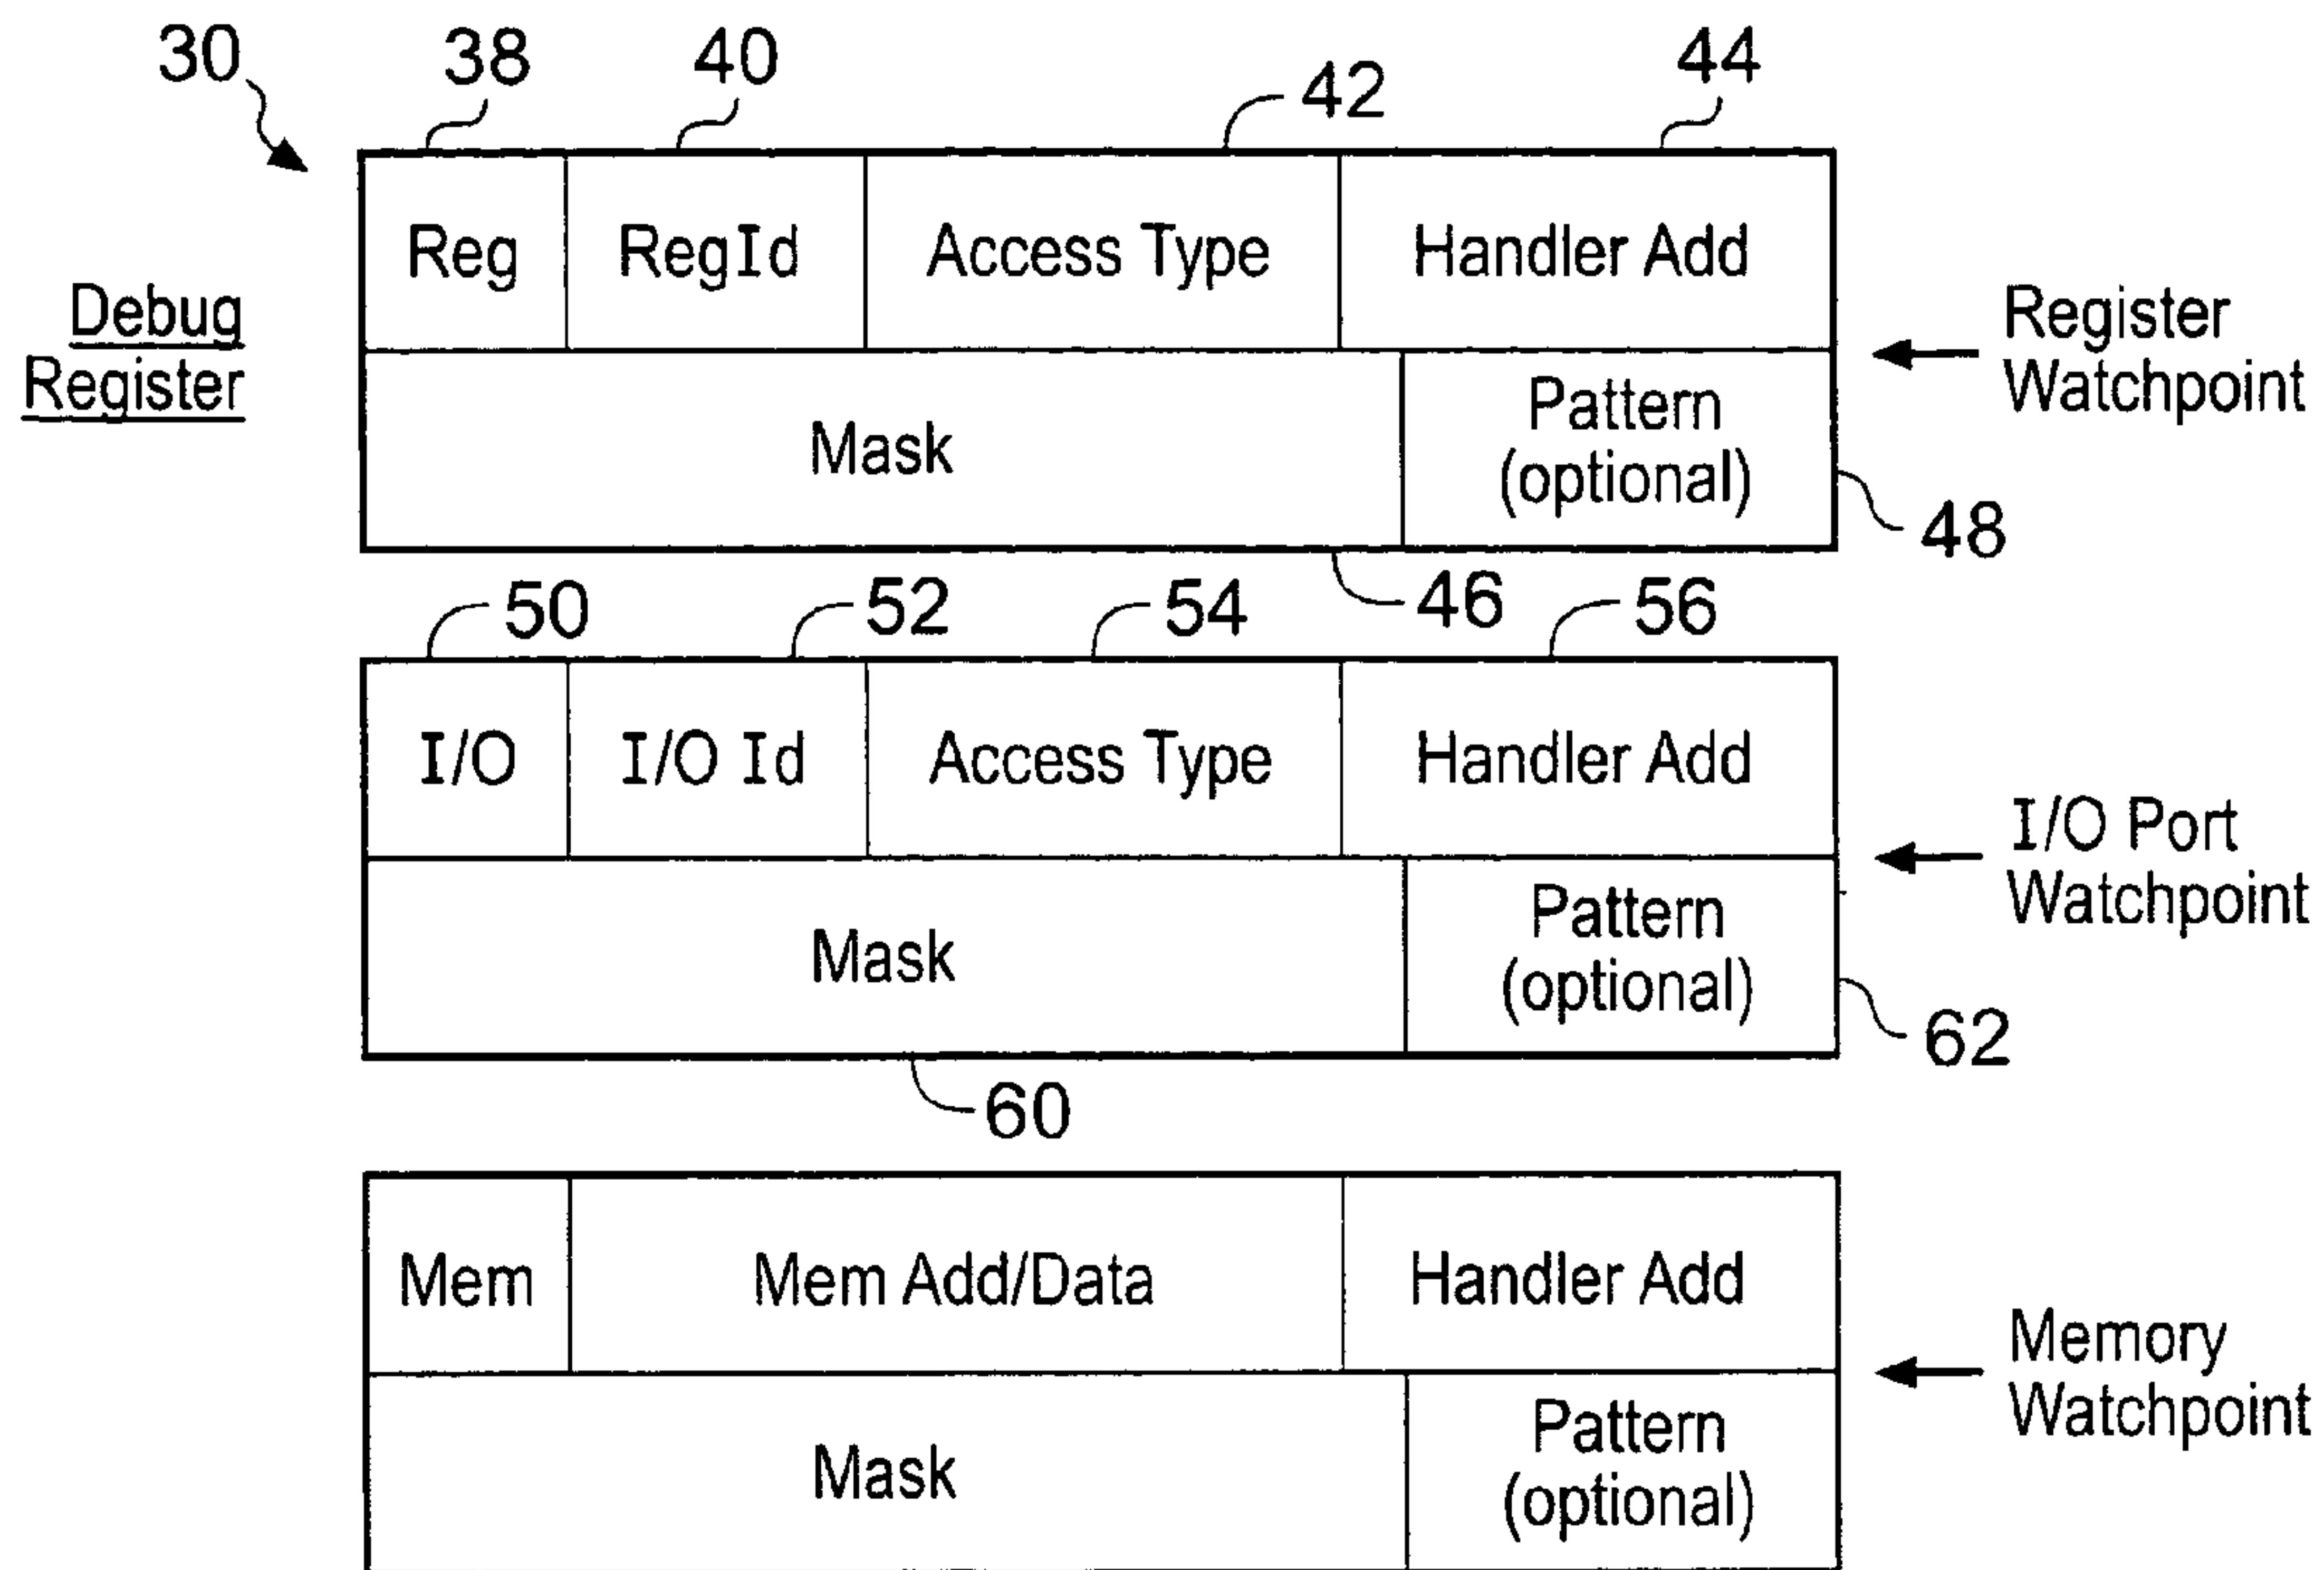 30
38
40
42
44
Debug
Register
Reg
RegId
Access Type
Handler Add
Mask
Pattern
(optional)
Register
Watchpoint
46
48
50
52
54
56
I/O
I/O Id
Access Type
Handler Add
Mask
Pattern
(optional)
I/O Port
Watchpoint
60
62
Mem
Mem Add/Data
Handler Add
Mask
Pattern
(optional)
Memory
Watchpoint